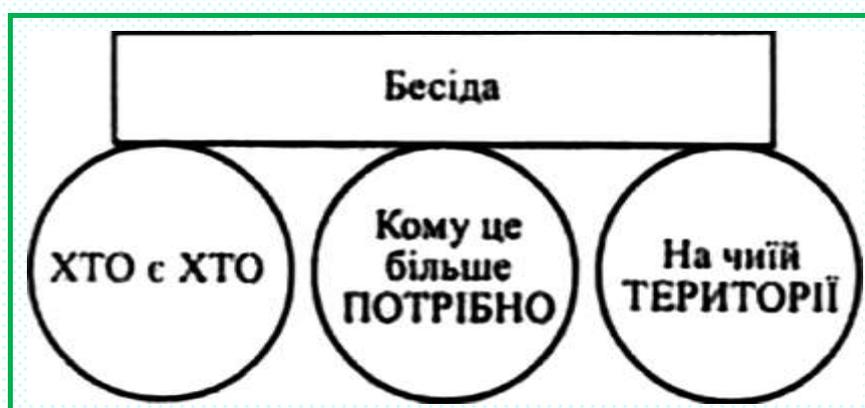 Бесіда
ХТО є ХТО
Кому це
більше
ПОТРІБНО
На чиїй
ТЕРИТОРІЇ